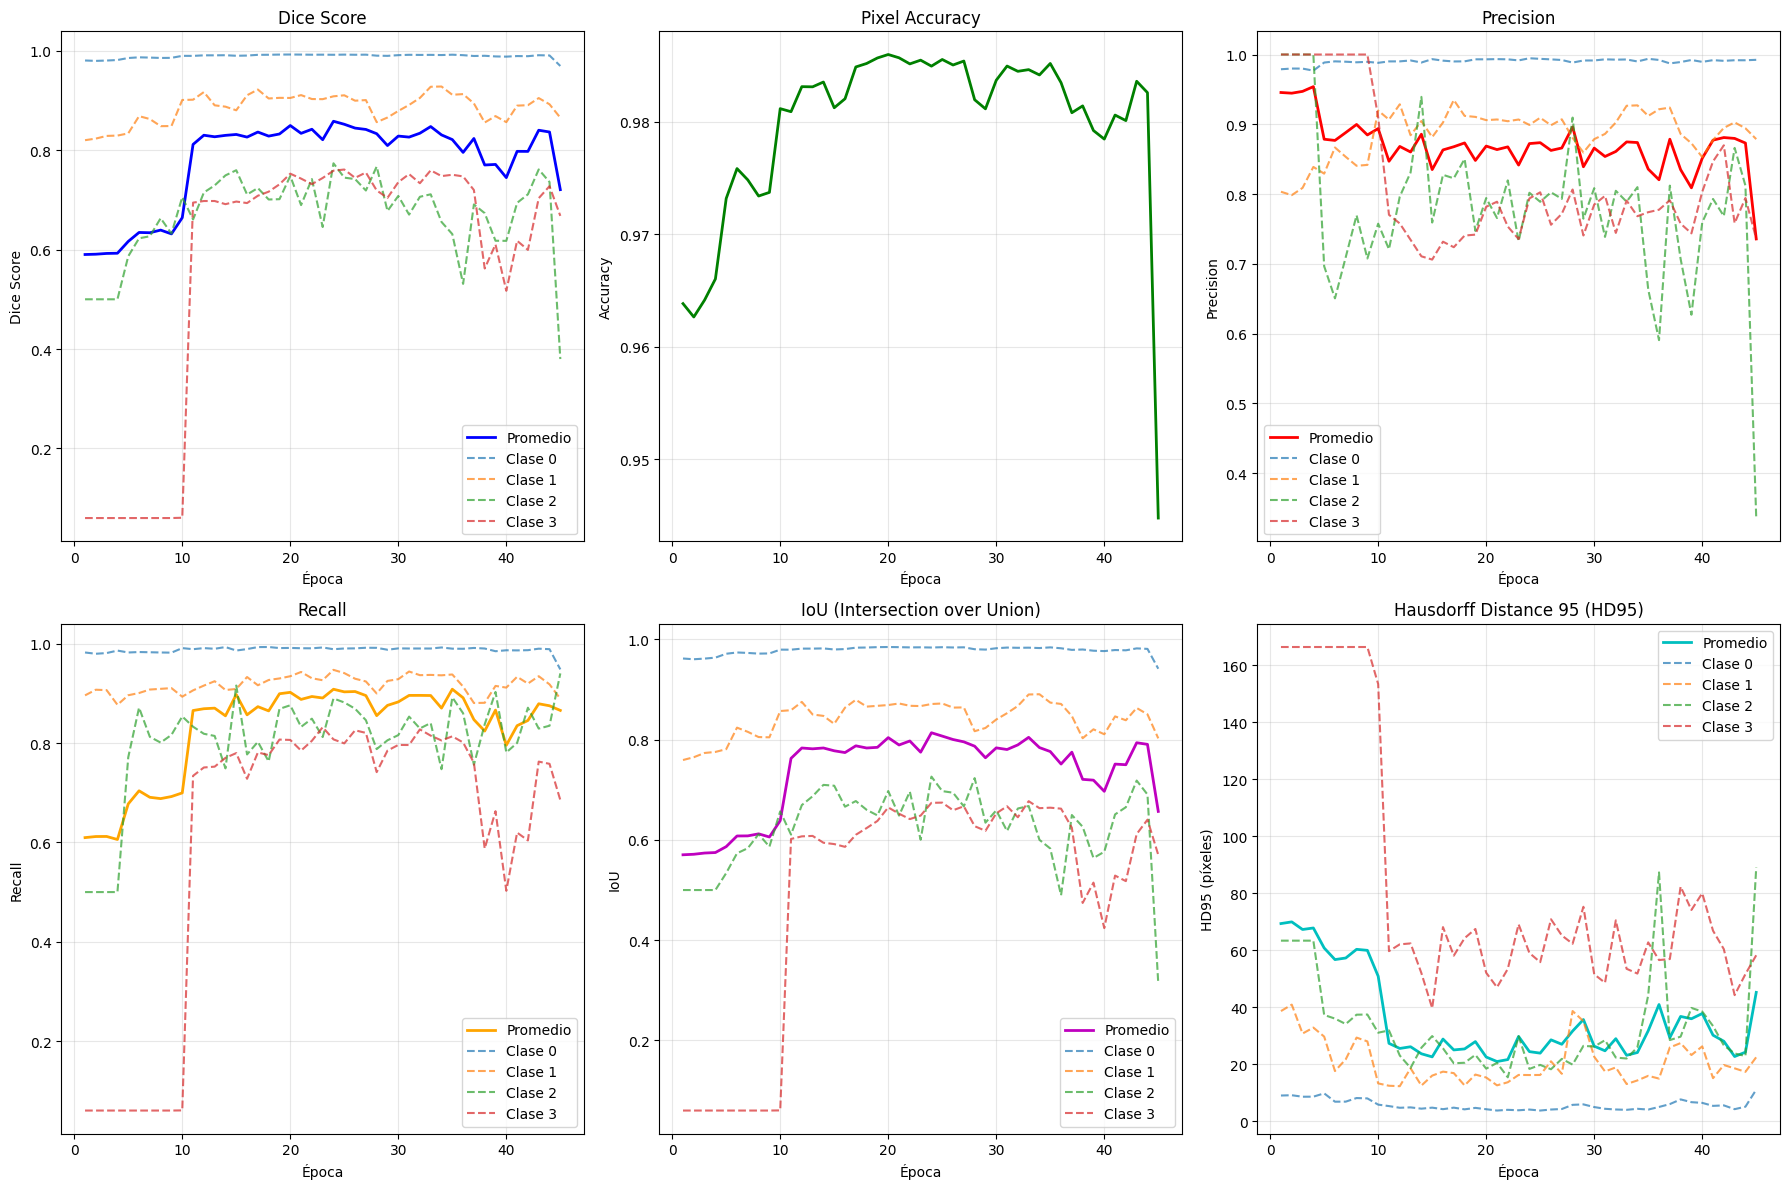 Dice Score
Dice Score
1.0
0.8
0.6
0.4
0.2
0
10
20
30
40
Época
Promedio
Clase 0
Clase 1
Clase 2
Clase 3
Pixel Accuracy
Accuracy
0.98
0.97
0.96
0.95
0
10
20
30
40
Época
Precision
Precision
1.0
0.9
0.8
0.7
0.6
0.5
0.4
0
10
20
30
40
Época
Promedio
Clase 0
Clase 1
Clase 2
Clase 3
Recall
Recall
1.0
0.8
0.6
0.4
0.2
0
10
20
30
40
Época
Promedio
Clase 0
Clase 1
Clase 2
Clase 3
IoU (Intersection over Union)
IoU
1.0
0.8
0.6
0.4
0.2
0
10
20
30
40
Época
Promedio
Clase 0
Clase 1
Clase 2
Clase 3
Hausdorff Distance 95 (HD95)
HD95 (píxeles)
160
140
120
100
80
60
40
20
0
0
10
20
30
40
Época
Promedio
Clase 0
Clase 1
Clase 2
Clase 3